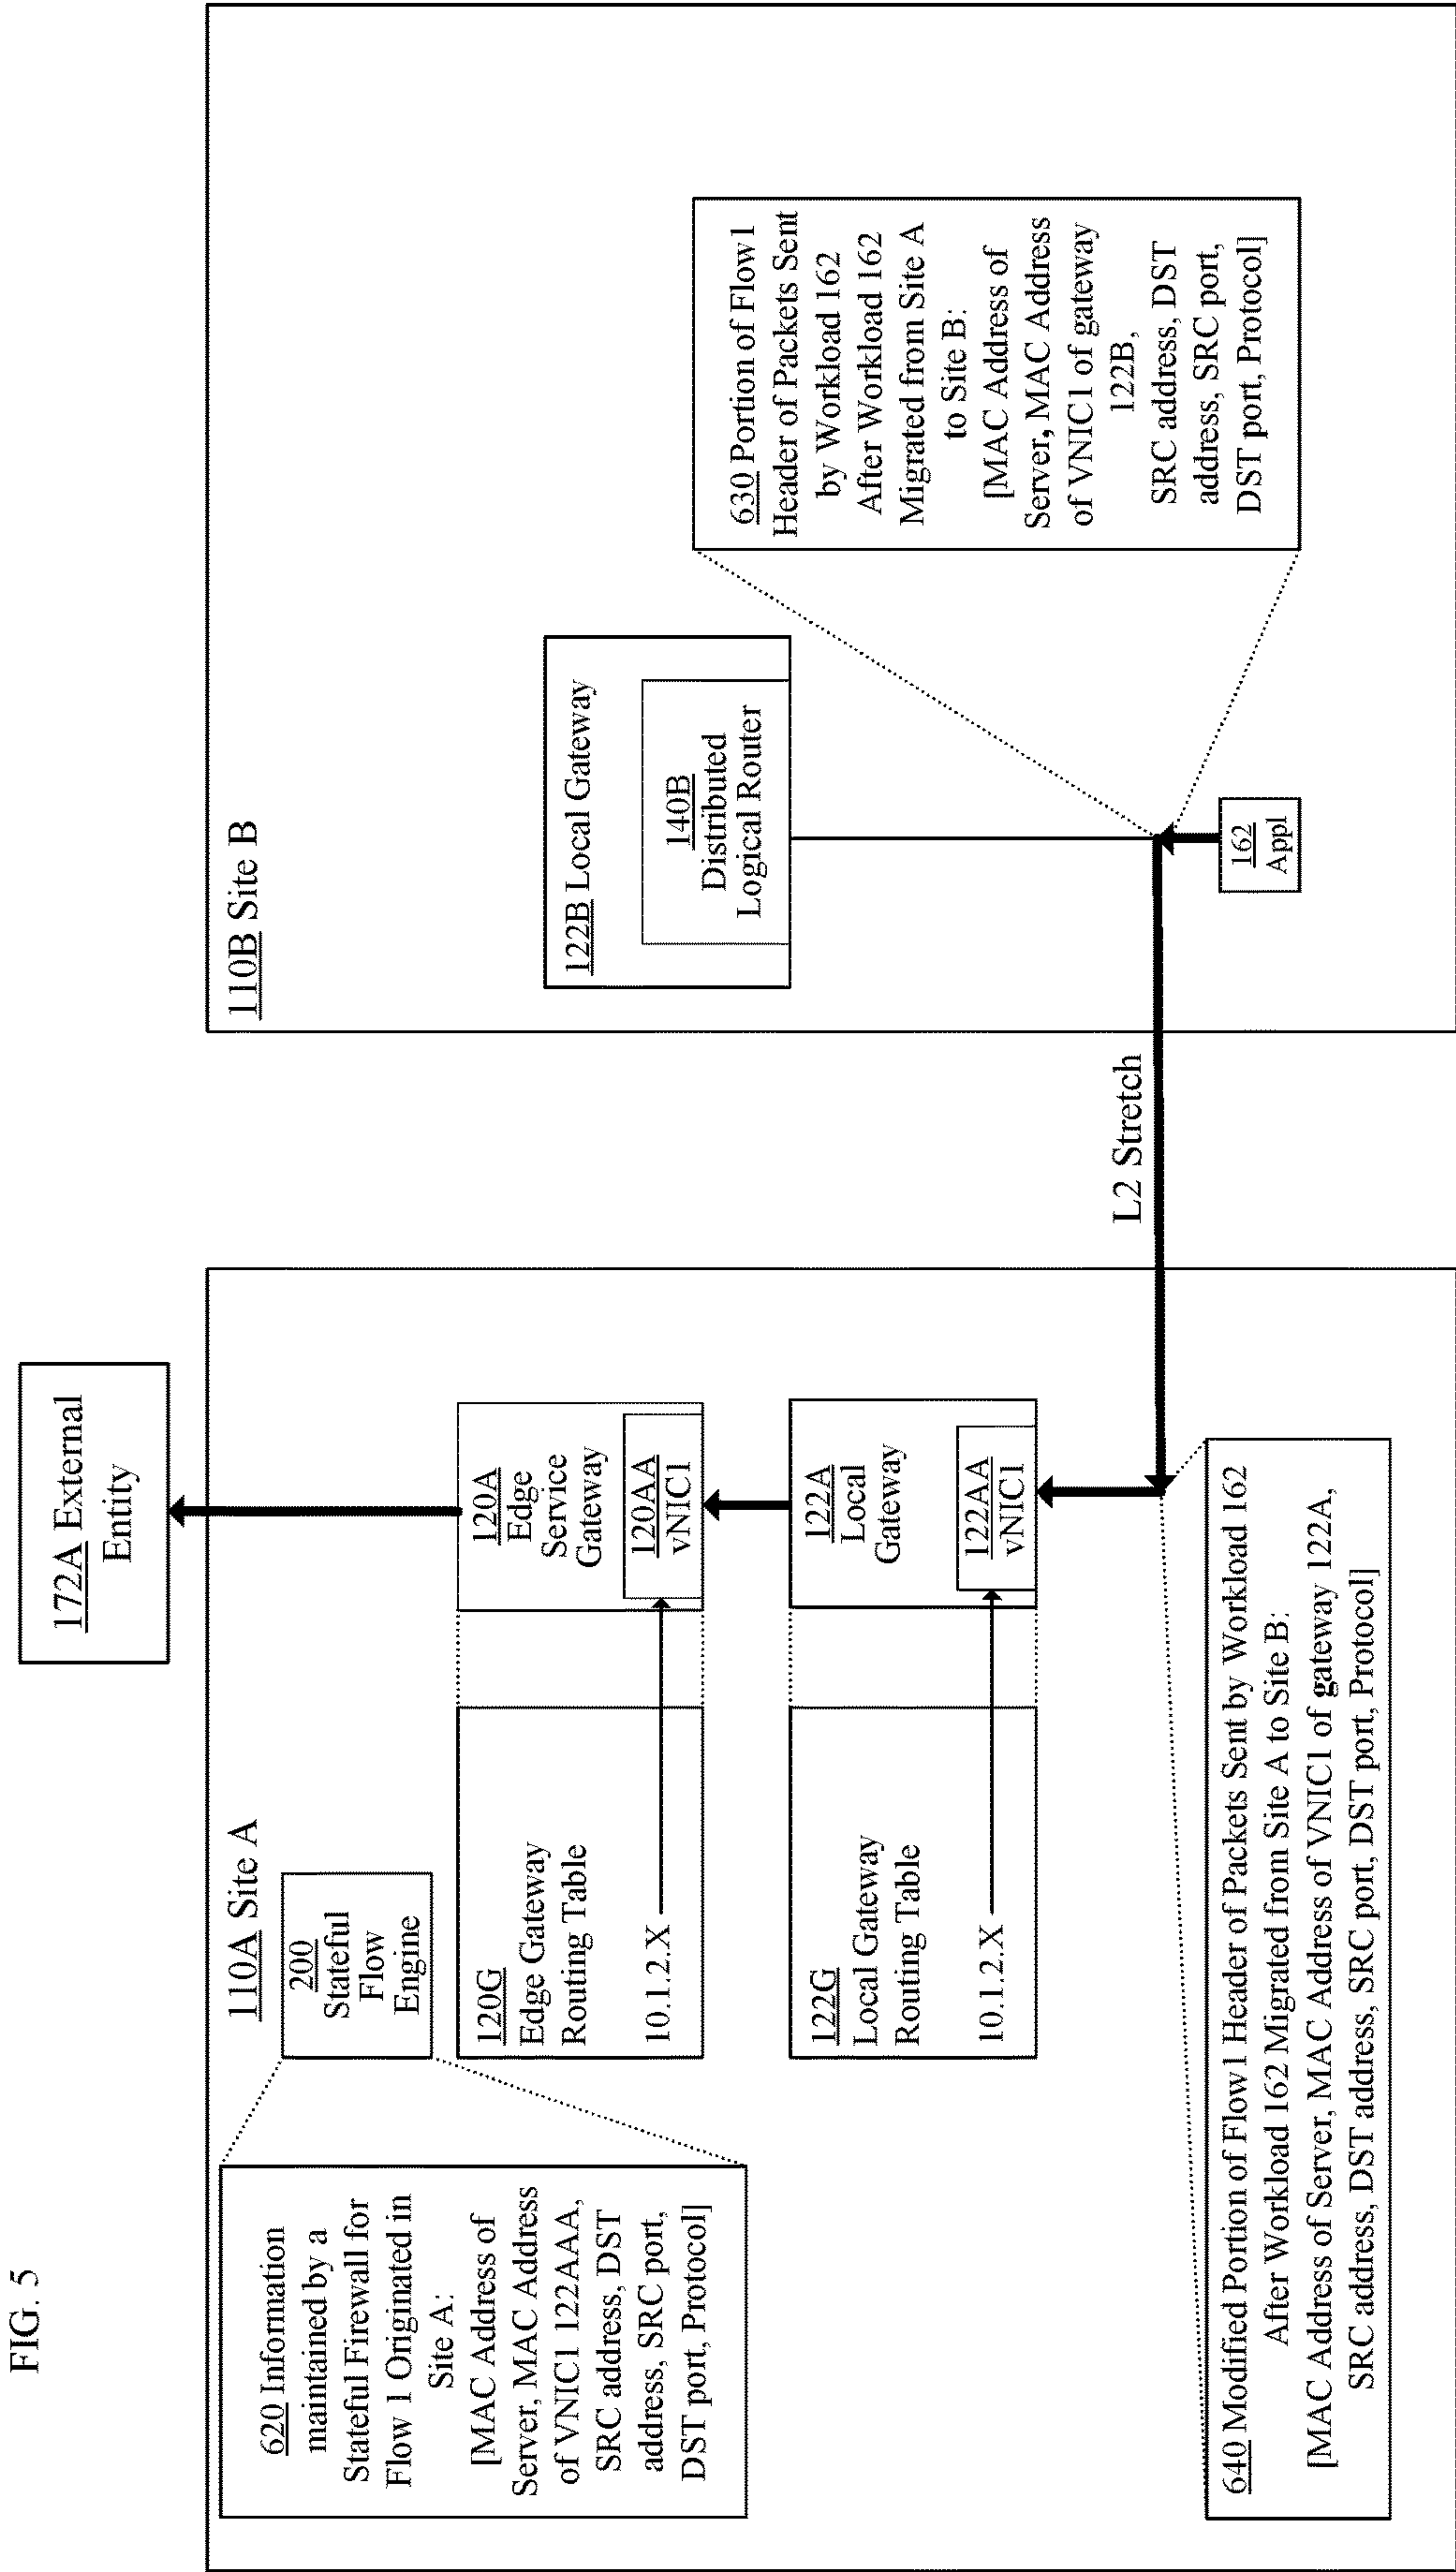 FIG. 5
172A External
Entity
110A Site A
200
Stateful
Flow
Engine
620 Information
maintained by a
Stateful Firewall for
Flow 1 Originated in
Site A:
[MAC Address of
Server, MAC Address
of VNIC1 122AAA,
SRC address, DST
address, SRC port,
DST port, Protocol]
120G
Edge Gateway
Routing Table
10.1.2.X
120A
Edge
Service
Gateway
120AA
vNIC1
122G
Local Gateway
Routing Table
10.1.2.X
122A
Local
Gateway
122AA
vNIC1
640 Modified Portion of Flow1 Header of Packets Sent by Workload 162
After Workload 162 Migrated from Site A to Site B:
[MAC Address of Server, MAC Address of VNIC1 of gateway 122A,
SRC address, DST address, SRC port, DST port, Protocol]
L2 Stretch
110B Site B
122B Local Gateway
140B
Distributed
Logical Router
162
Appl
630 Portion of Flow1
Header of Packets Sent
by Workload 162
After Workload 162
Migrated from Site A
to Site B:
[MAC Address of
Server, MAC Address
of VNIC1 of gateway
122B,
SRC address, DST
address, SRC port,
DST port, Protocol]